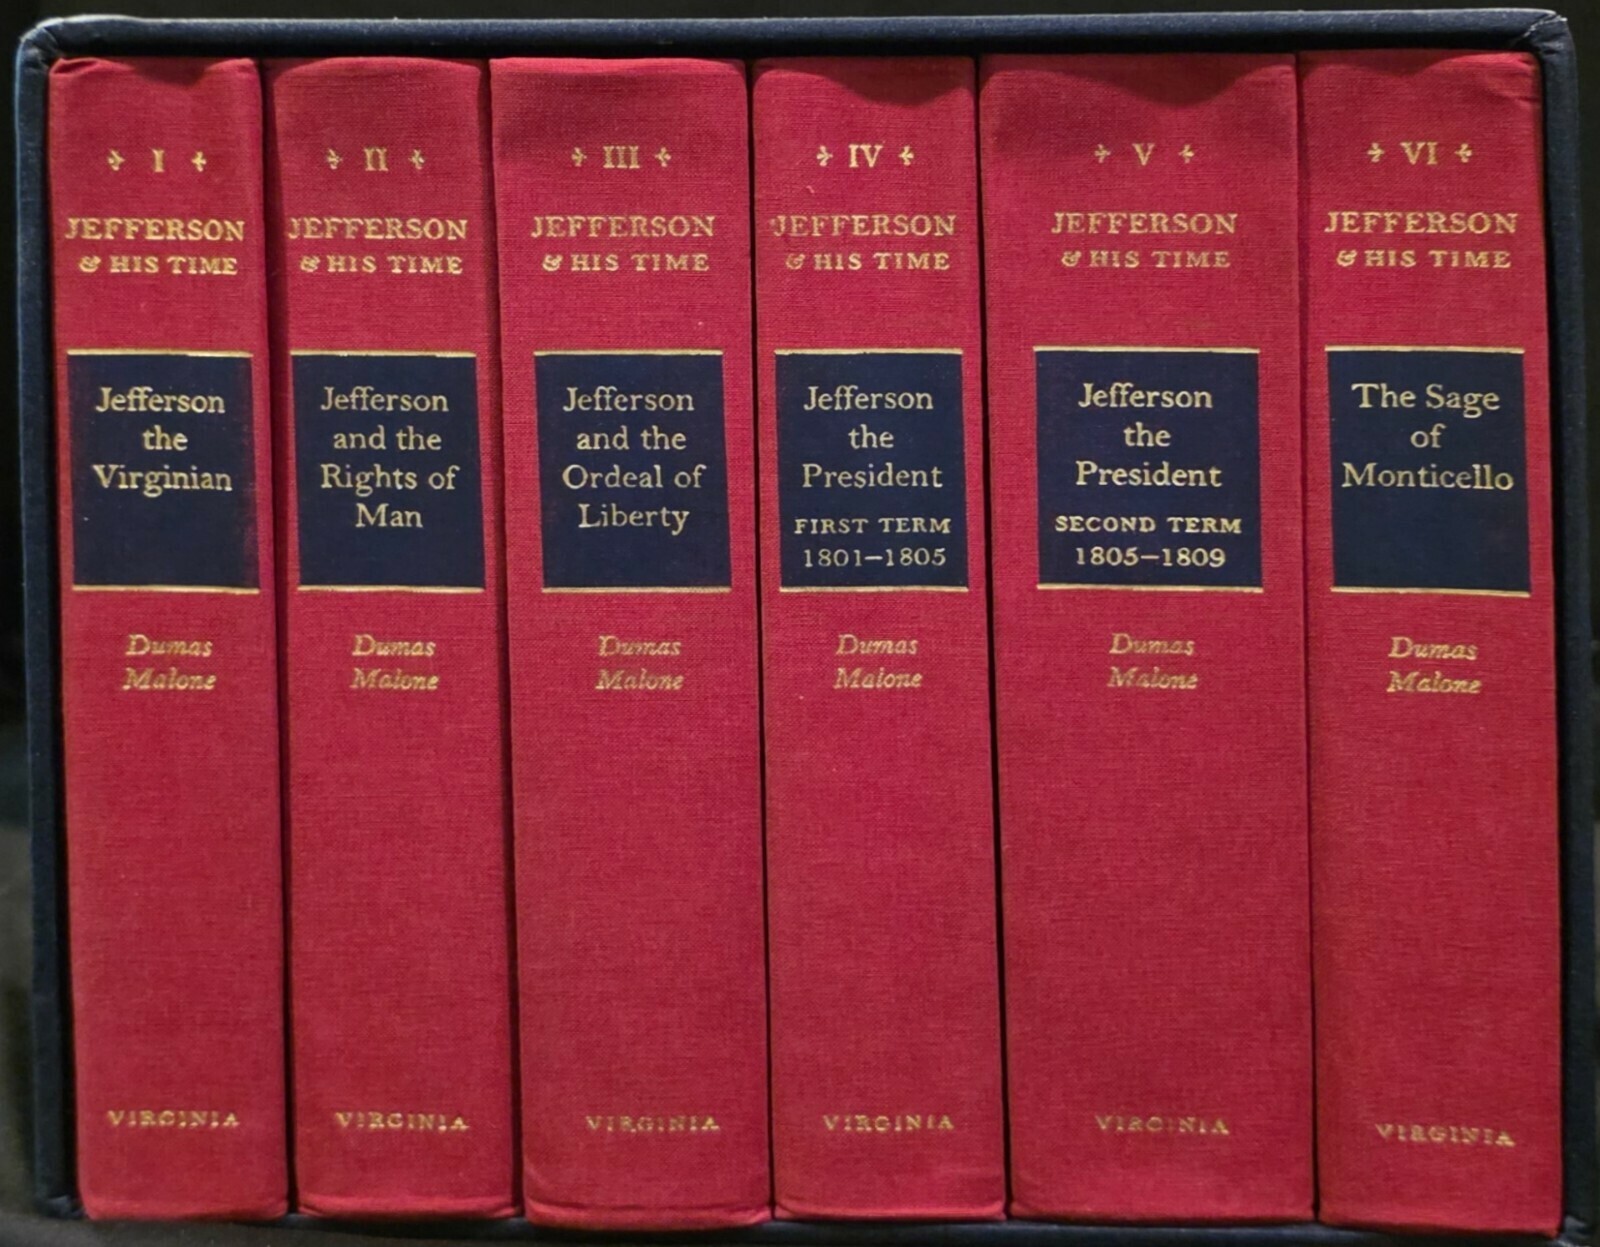 I
JEFFERSON
& HIS TIME
Jefferson
the
Virginian
Dumas
Malone
VIRGINIA
II
JEFFERSON
& HIS TIME
Jefferson
and the
Rights of
Man
Dumas
Malone
VIRGINIA
III
JEFFERSON
& HIS TIME
Jefferson
and the
Ordeal of
Liberty
Dumas
Malone
VIRGINIA
IV
JEFFERSON
& HIS TIME
Jefferson
the
President
FIRST TERM
1801–1805
Dumas
Malone
VIRGINIA
V
JEFFERSON
& HIS TIME
Jefferson
the
President
SECOND TERM
1805–1809
Dumas
Malone
VIRGINIA
VI
JEFFERSON
& HIS TIME
The Sage
of
Monticello
Dumas
Malone
VIRGINIA